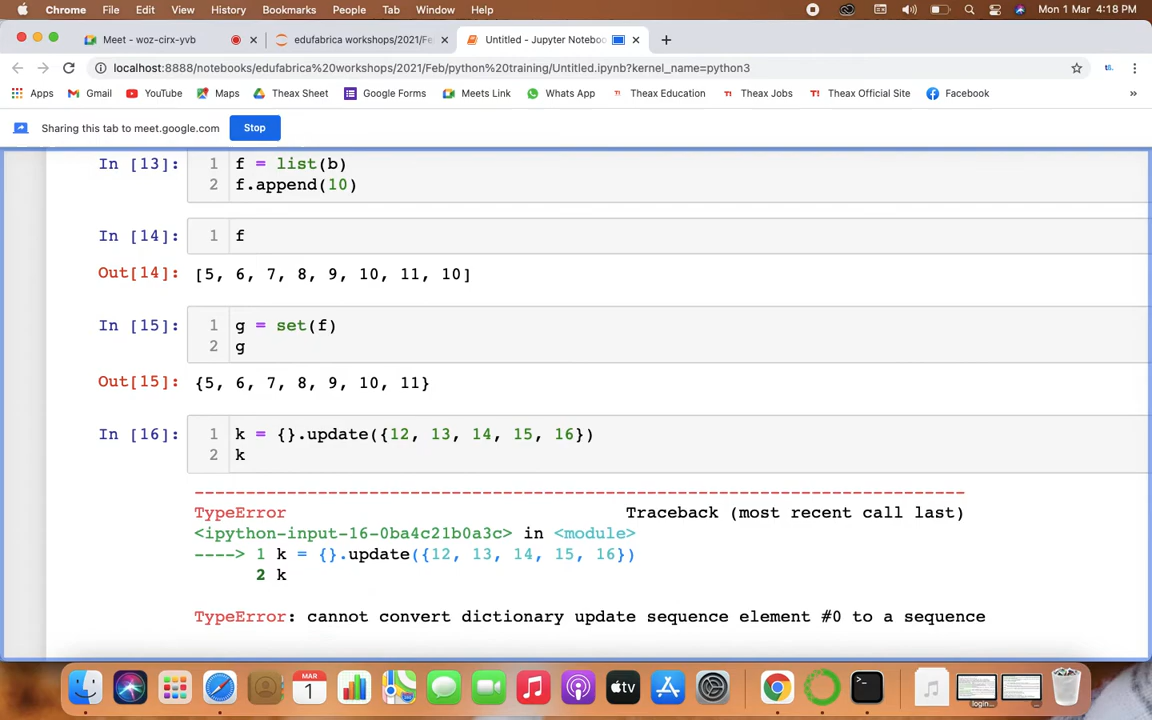 Chrome File Edit View History Bookmarks People Tab Window Help Mon 1 Mar 4:18 PM
Meet - woz-cirx-yvb edufabrica workshops/2021/Fe Untitled - Jupyter Noteboo
localhost:8888/notebooks/edufabrica%20workshops/2021/Feb/python%20training/Untitled.ipynb?kernel_name=python3
Apps Gmail YouTube Maps Theax Sheet Google Forms Meets Link Whats App Theax Education Theax Jobs Theax Official Site Facebook »
Sharing this tab to meet.google.com Stop
In [13]: 1 f = list(b)
2 f.append(10)
In [14]: 1 f
Out[14]: [5, 6, 7, 8, 9, 10, 11, 10]
In [15]: 1 g = set(f)
2 g
Out[15]: {5, 6, 7, 8, 9, 10, 11}
In [16]: 1 k = {}.update({12, 13, 14, 15, 16})
2 k
---------------------------------------------------------------------------
TypeError Traceback (most recent call last)
<ipython-input-16-0ba4c21b0a3c> in <module>
----> 1 k = {}.update({12, 13, 14, 15, 16})
2 k
TypeError: cannot convert dictionary update sequence element #0 to a sequence
MAR
1
tv
>_
login...